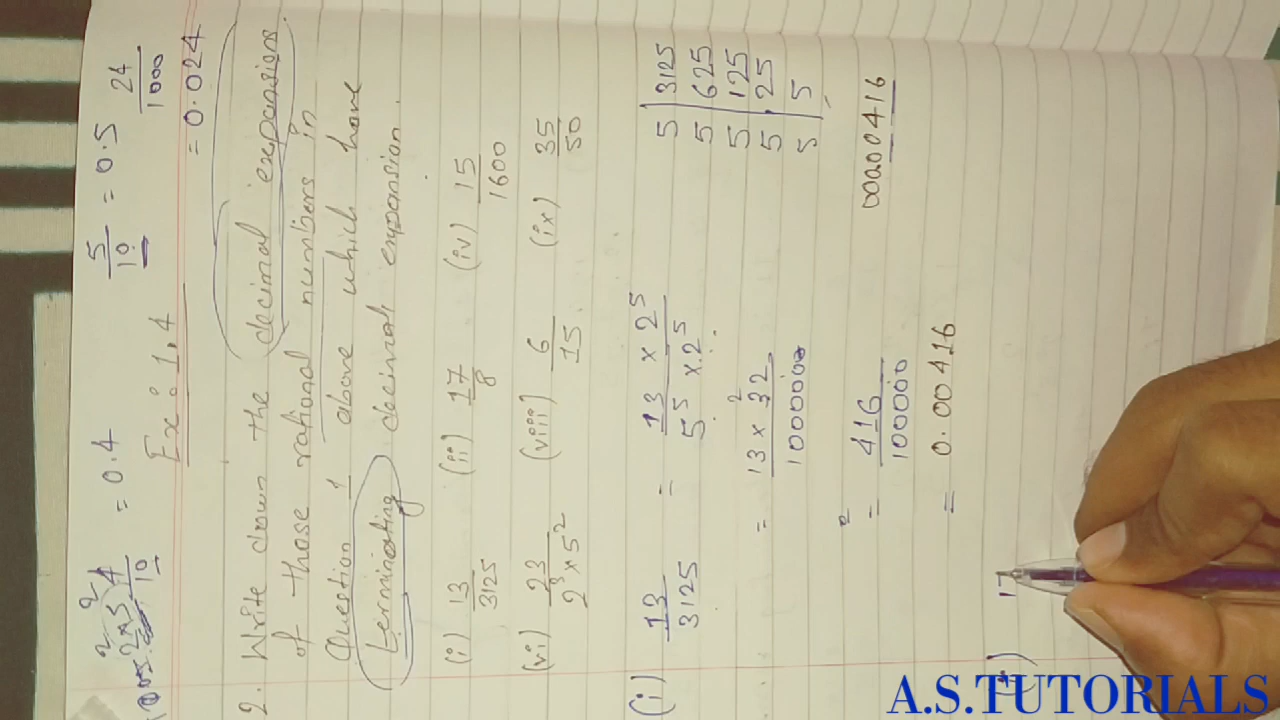 = 0.4
5/10 = 0.5
24/1000
= 0.024
Ex: 1.4
2. Write down the decimal expansions
of those rational numbers in
Question 1 above which have
terminating decimal expansion.
(i) 13/3125 (ii) 17/8 (iv) 15/1600
(vi) 23/2³×5² (viii) 6/15 (ix) 35/50
(i) 13/3125 = 13 × 2⁵/5⁵ × 2⁵
5 | 3125
5 | 625
5 | 125
5 | 25
5 | 5
= 13 × 32/100000
= 416/100000
0000416
= 0.00416
A.S.TUTORIALS